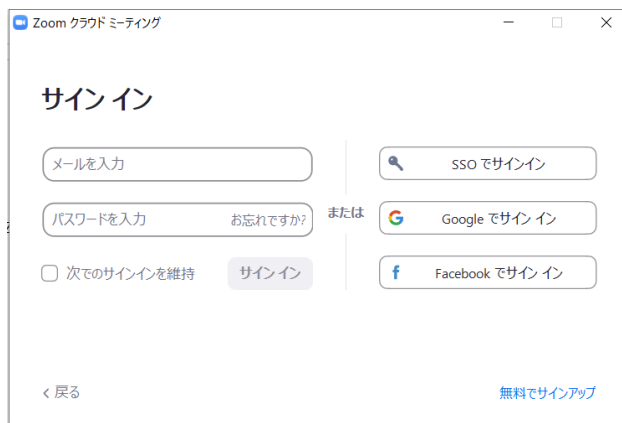 Zoom クラウド ミーティング
サイン イン
メールを入力
パスワードを入力 お忘れですか?
次でのサインインを維持 サイン イン
または
SSO でサインイン
Google でサイン イン
Facebook でサイン イン
戻る
無料でサインアップ